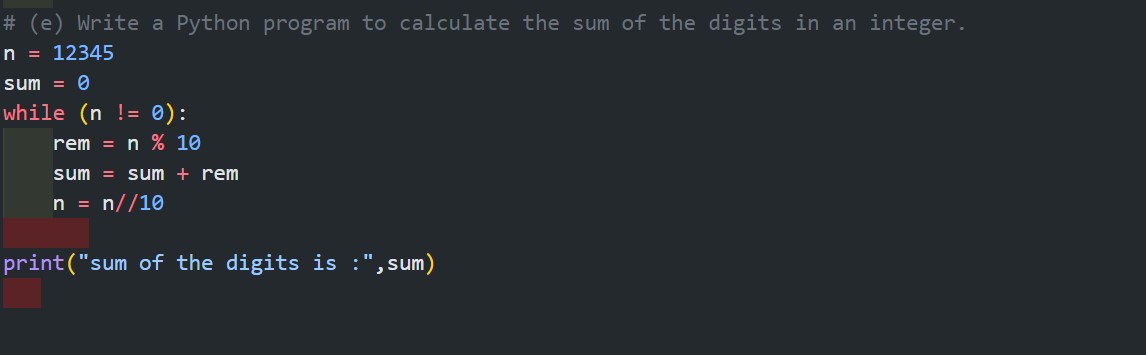 # (e) Write a Python program to calculate the sum of the digits in an integer.
n = 12345
sum = 0
while (n != 0):
    rem = n % 10
    sum = sum + rem
    n = n//10
print("sum of the digits is :",sum)